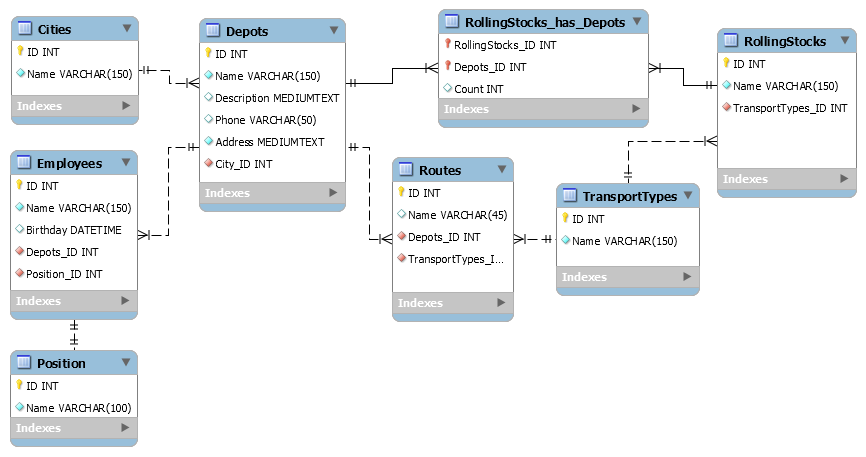 Cities
ID INT
Name VARCHAR(150)
Indexes
Depots
ID INT
Name VARCHAR(150)
Description MEDIUMTEXT
Phone VARCHAR(50)
Address MEDIUMTEXT
City_ID INT
Indexes
RollingStocks_has_Depots
RollingStocks_ID INT
Depots_ID INT
Count INT
Indexes
RollingStocks
ID INT
Name VARCHAR(150)
TransportTypes_ID INT
Indexes
Employees
ID INT
Name VARCHAR(150)
Birthday DATETIME
Depots_ID INT
Position_ID INT
Indexes
Routes
ID INT
Name VARCHAR(45)
Depots_ID INT
TransportTypes_I...
Indexes
TransportTypes
ID INT
Name VARCHAR(150)
Indexes
Position
ID INT
Name VARCHAR(100)
Indexes